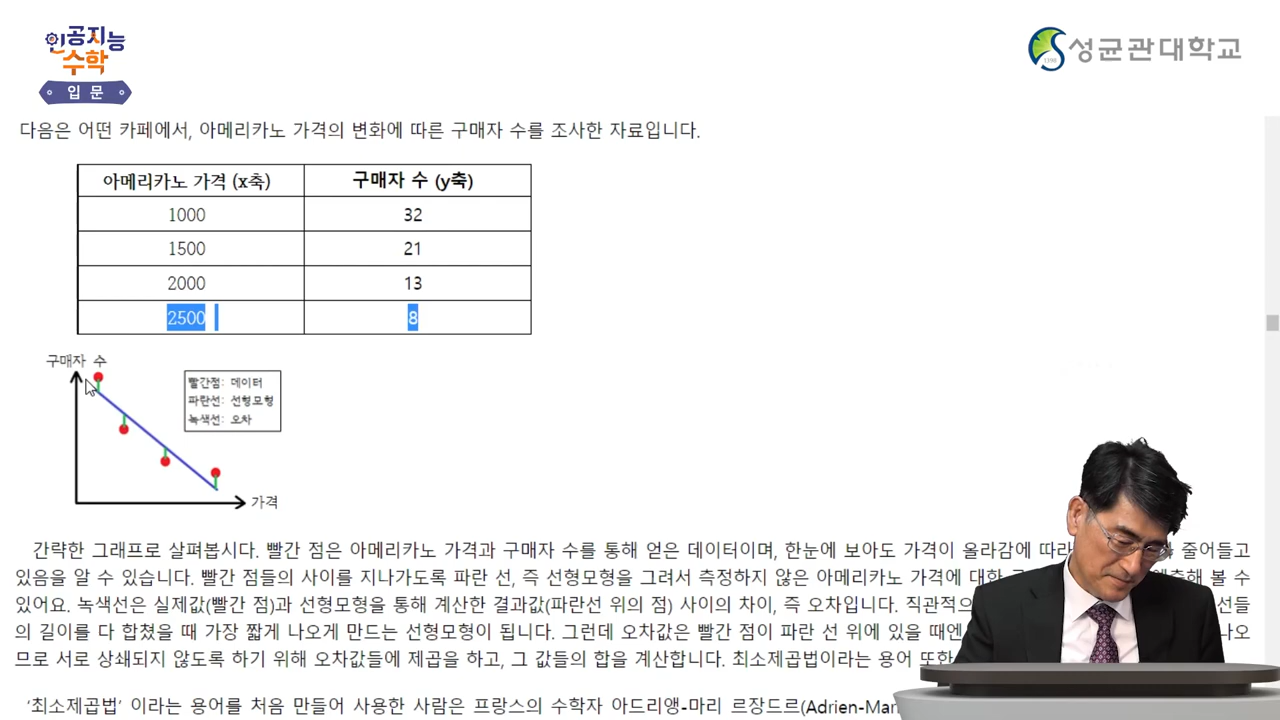 인공지능
수학
입문
성균관대학교
1398
다음은 어떤 카페에서, 아메리카노 가격의 변화에 따른 구매자 수를 조사한 자료입니다.
아메리카노 가격 (x축) 구매자 수 (y축)
1000 32
1500 21
2000 13
2500 8
구매자 수
빨간점: 데이터
파란선: 선형모형
녹색선: 오차
가격
간략한 그래프로 살펴봅시다. 빨간 점은 아메리카노 가격과 구매자 수를 통해 얻은 데이터이며, 한눈에 보아도 가격이 올라감에 따라 줄어들고
있음을 알 수 있습니다. 빨간 점들의 사이를 지나가도록 파란 선, 즉 선형모형을 그려서 측정하지 않은 아메리카노 가격에 대한 볼 수
있어요. 녹색선은 실제값(빨간 점)과 선형모형을 통해 계산한 결과값(파란선 위의 점) 사이의 차이, 즉 오차입니다. 직관적으 선들
의 길이를 다 합쳤을 때 가장 짧게 나오게 만드는 선형모형이 됩니다. 그런데 오차값은 빨간 점이 파란 선 위에 있을 때엔 나오
므로 서로 상쇄되지 않도록 하기 위해 오차값들에 제곱을 하고, 그 값들의 합을 계산합니다. 최소제곱법이라는 용어 또한
‘최소제곱법’ 이라는 용어를 처음 만들어 사용한 사람은 프랑스의 수학자 아드리앵-마리 르장드르(Adrien-Mar